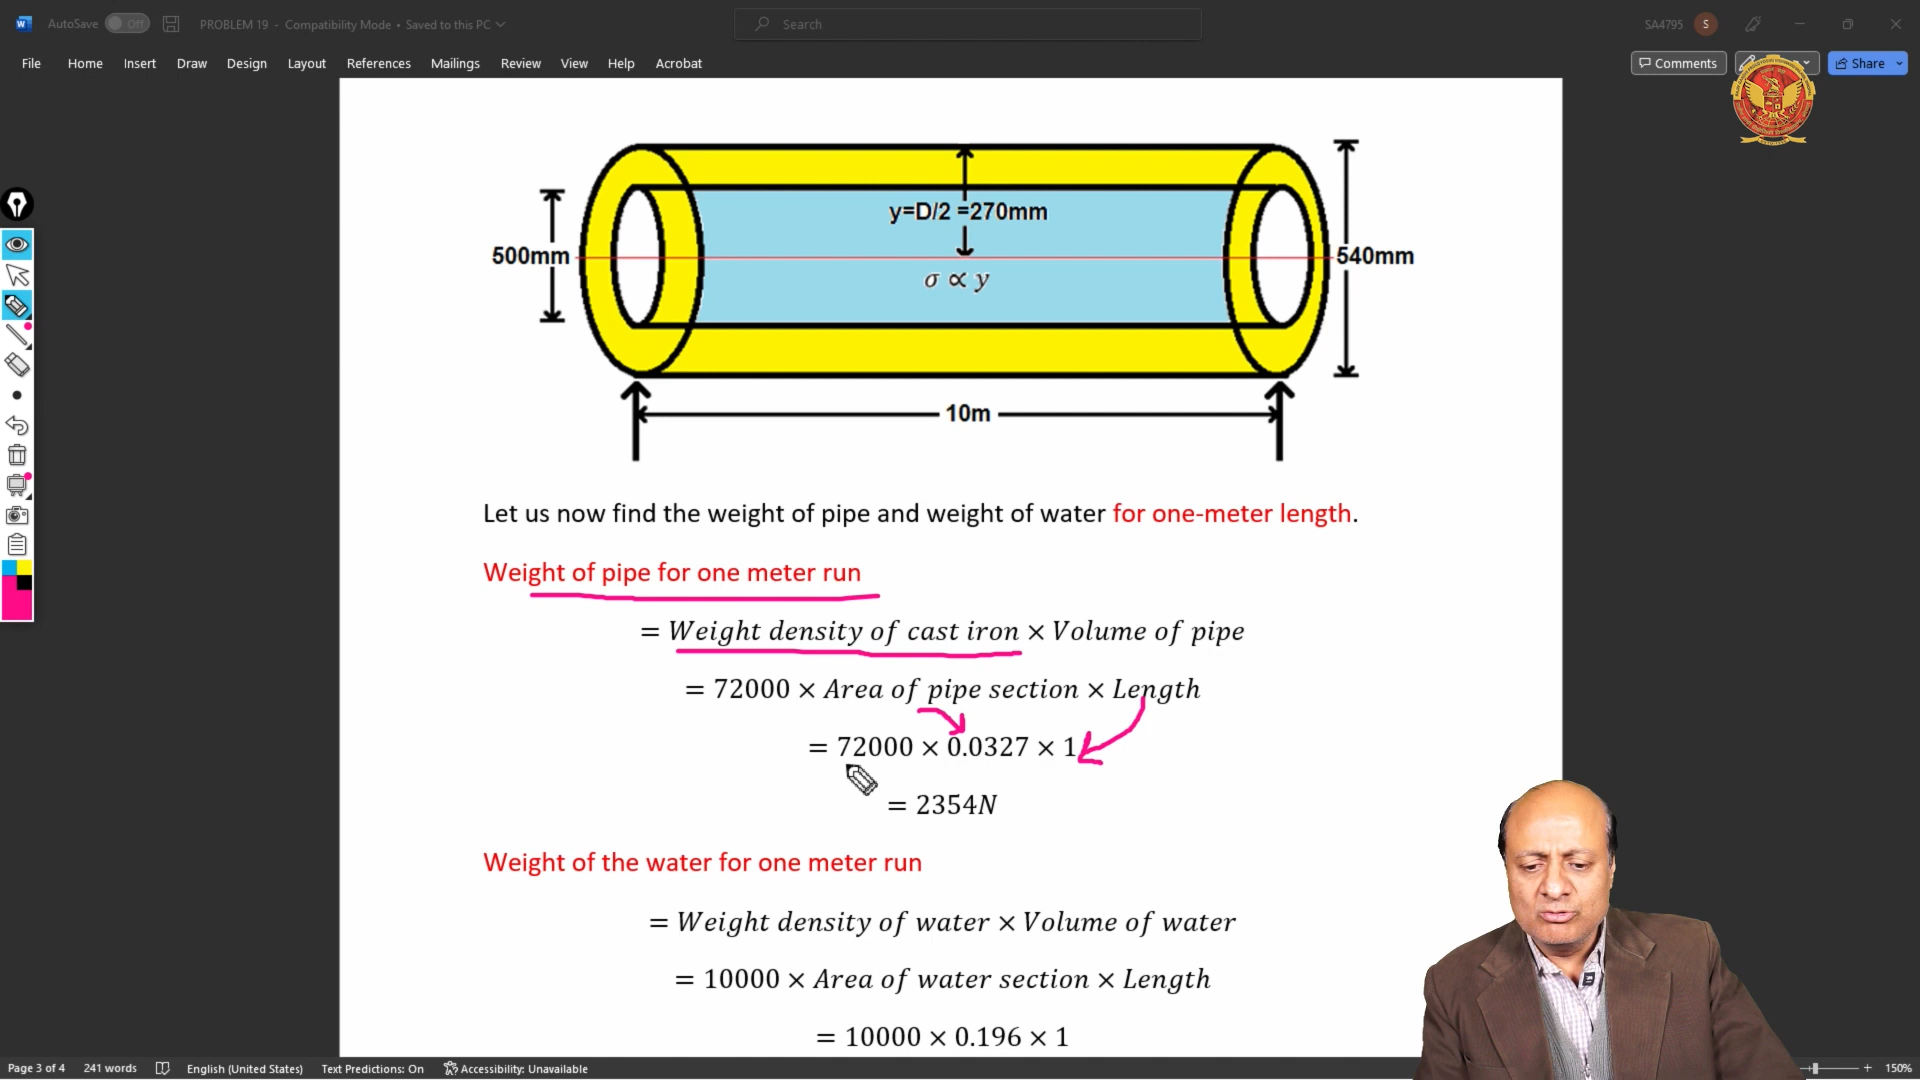 AutoSave Off PROBLEM 19 - Compatibility Mode • Saved to this PC Search SA4795 S
File Home Insert Draw Design Layout References Mailings Review View Help Acrobat Comments Share
y=D/2 =270mm
500mm 540mm
σ ∝ y
10m
Let us now find the weight of pipe and weight of water for one-meter length.
Weight of pipe for one meter run
= Weight density of cast iron × Volume of pipe
= 72000 × Area of pipe section × Length
= 72000 × 0.0327 × 1
= 2354N
Weight of the water for one meter run
= Weight density of water × Volume of water
= 10000 × Area of water section × Length
= 10000 × 0.196 × 1
Page 3 of 4 241 words English (United States) Text Predictions: On Accessibility: Unavailable + 150%